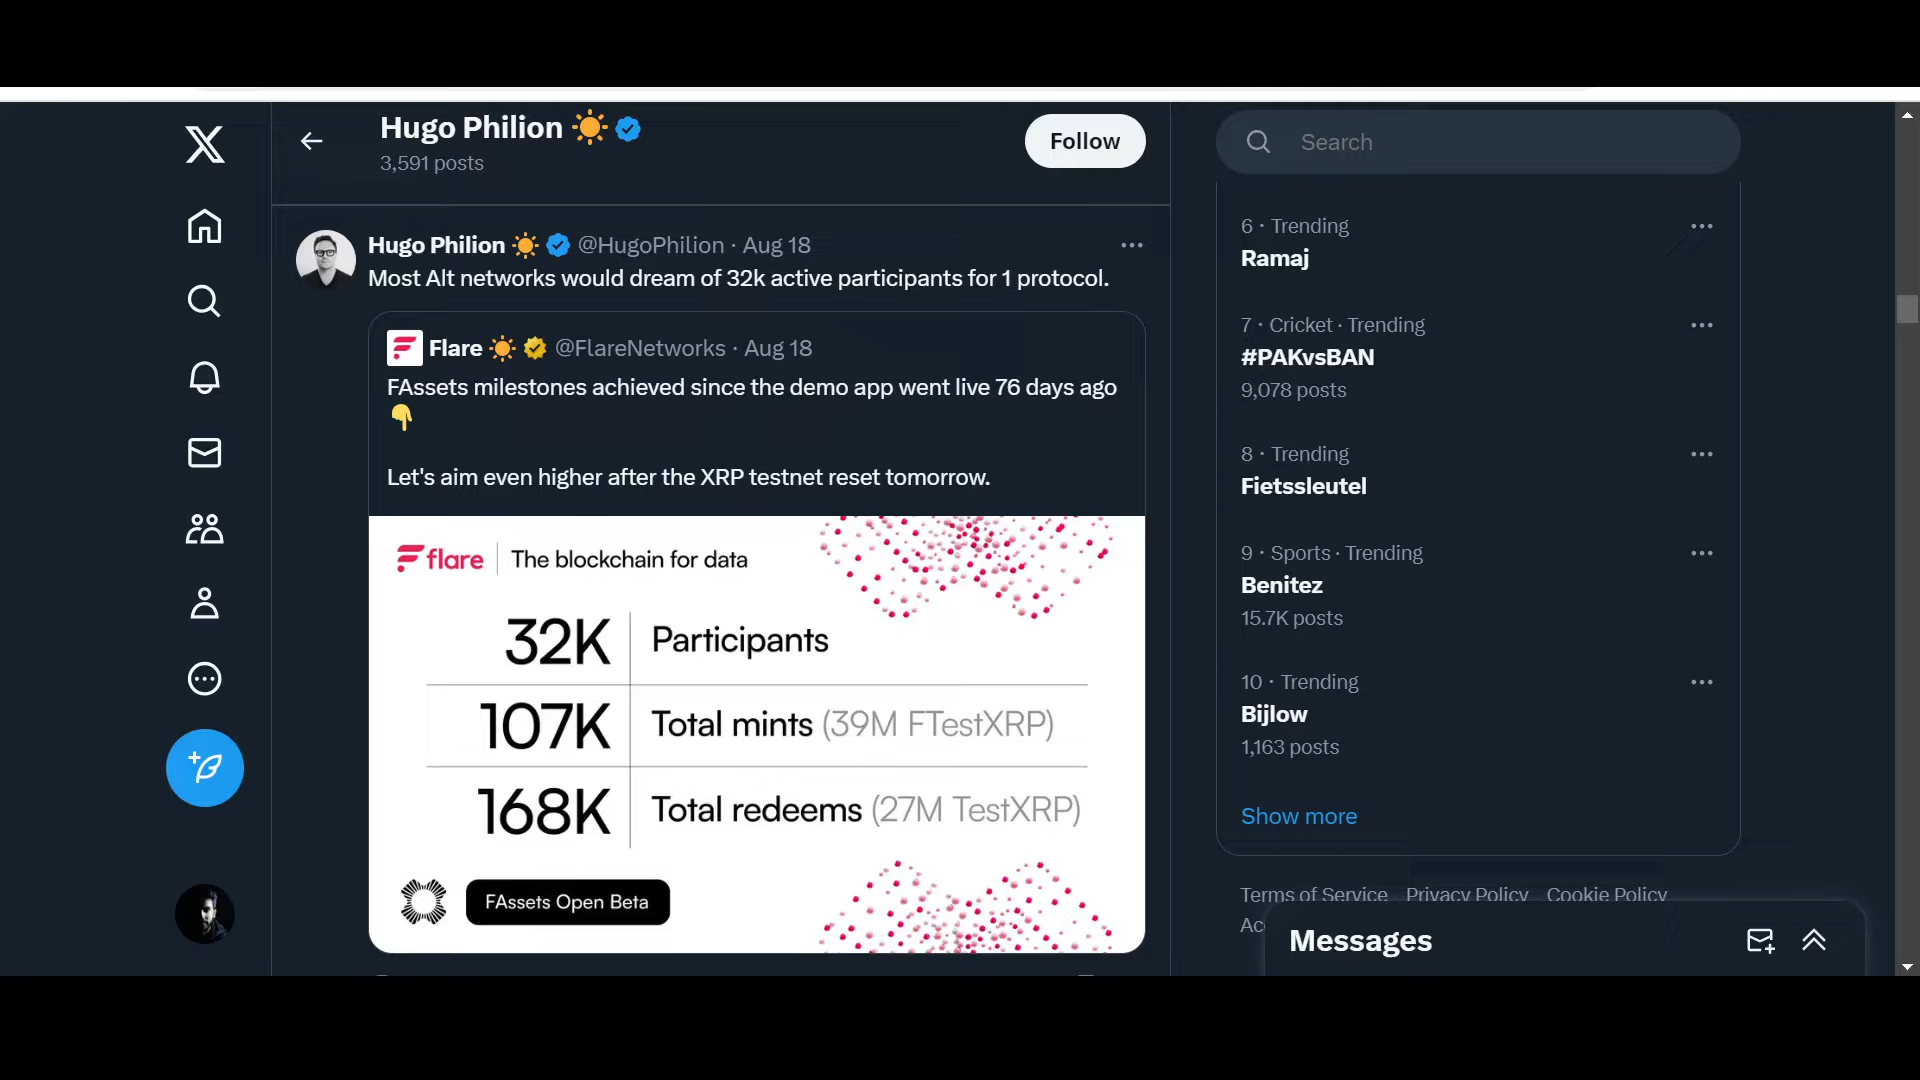 Hugo Philion
3,591 posts
Follow
Hugo Philion @HugoPhilion · Aug 18
Most Alt networks would dream of 32k active participants for 1 protocol.
Flare @FlareNetworks · Aug 18
FAssets milestones achieved since the demo app went live 76 days ago
Let's aim even higher after the XRP testnet reset tomorrow.
flare The blockchain for data
32K Participants
107K Total mints (39M FTestXRP)
168K Total redeems (27M TestXRP)
FAssets Open Beta
Search
6 · Trending
Ramaj
7 · Cricket · Trending
#PAKvsBAN
9,078 posts
8 · Trending
Fietssleutel
9 · Sports · Trending
Benitez
15.7K posts
10 · Trending
Bijlow
1,163 posts
Show more
Terms of Service Privacy Policy Cookie Policy
Messages